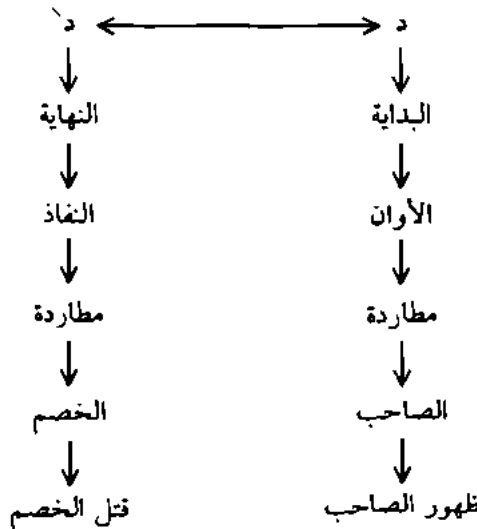 د د َ
البداية النهاية
الأوان النفاذ
مطاردة مطاردة
الصاحب الخصم
ظهور الصاحب قتل الخصم